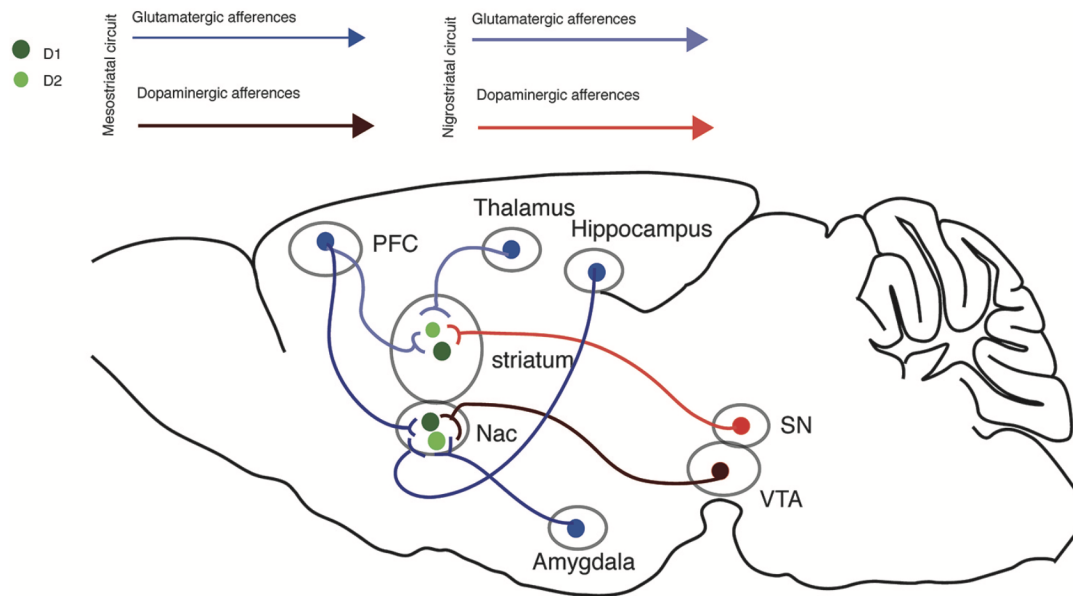 Glutamatergic afferences
Glutamatergic afferences
D1
D2
Mesostriatal circuit
Nigrostriatal circuit
Dopaminergic afferences
Dopaminergic afferences
Thalamus
PFC
Hippocampus
striatum
Nac
SN
VTA
Amygdala